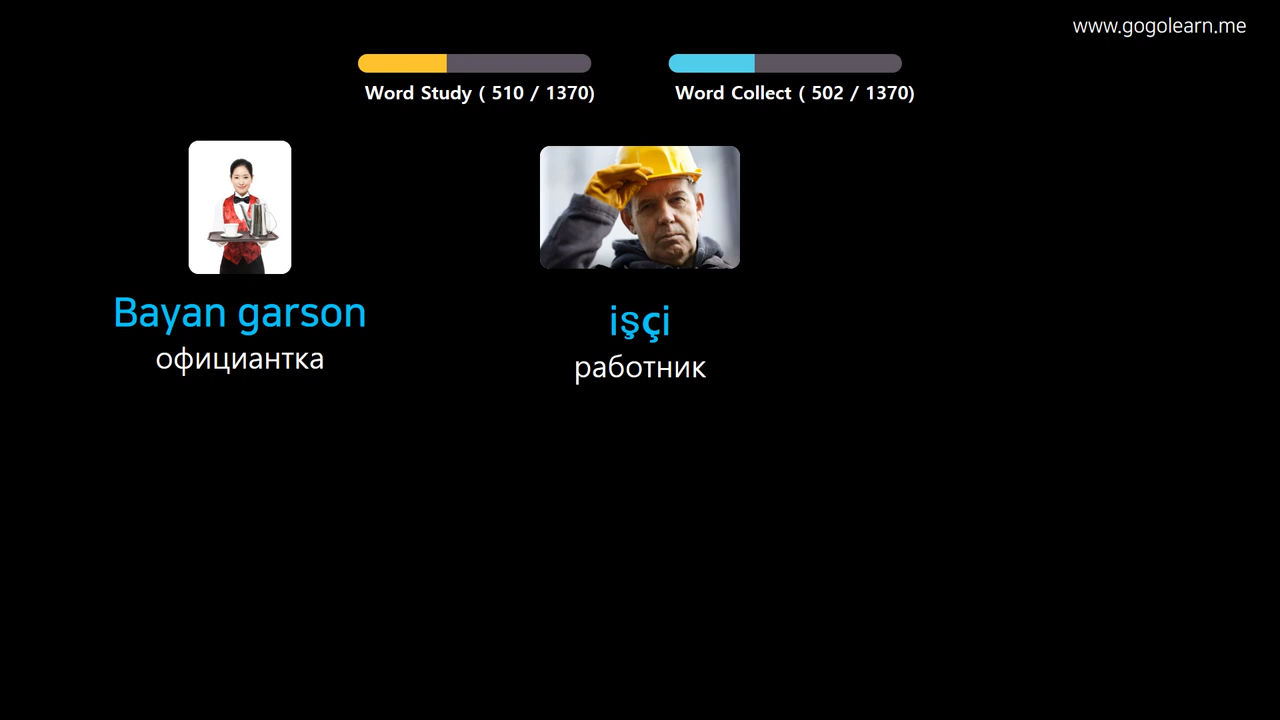 www.gogolearn.me
Word Study ( 510 / 1370)
Word Collect ( 502 / 1370)
Bayan garson
официантка
işçi
работник